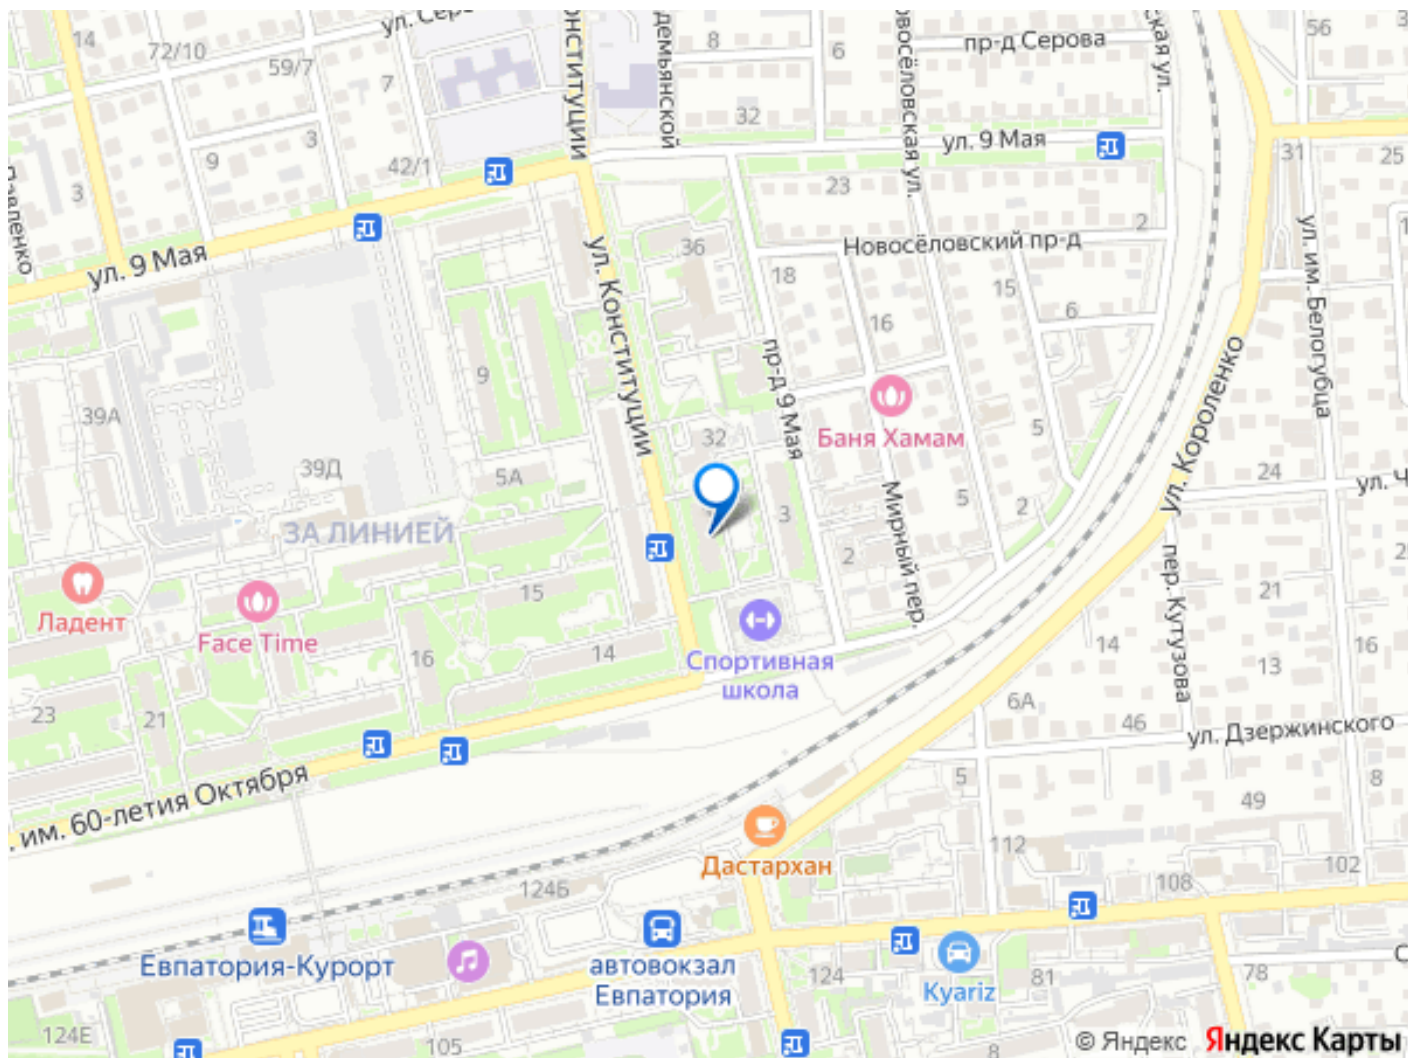 ул. Серо
72/10
59/7
14
7
3
9
42/1
3
авленко
ул. 9 Мая
онституции
демьянской
8
6
32
овосёловская ул.
пр-д Серова
ская ул.
56
ул. 9 Мая
31
25
23
2
36
Новосёловский пр-д
18
15
6
16
ул. Конституции
пр-д 9 Мая
ул. им. Белогубца
ул. Короленко
9
39А
39Д
5А
32
Баня Хамам
5
5
24
ул. Ч
ЗА ЛИНИЕЙ
3
2
2
Мирный пер.
пер. Кутузова
21
Ладент
Face Time
15
14
16
Спортивная
школа
14
13
16
23
21
6А
46
ул. Дзержинского
8
. им. 60-летия Октября
5
49
Дастархан
112
102
108
124Б
Евпатория-Курорт
автовокзал
Евпатория
124
Kyariz
81
78
С
124Е
105
8
© Яндекс
Яндекс Карты